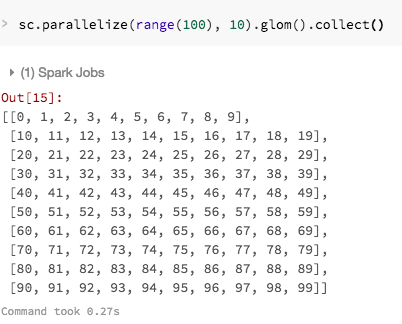 > sc.parallelize(range(100), 10).glom().collect()
▸ (1) Spark Jobs
Out[15]:
[[0, 1, 2, 3, 4, 5, 6, 7, 8, 9],
 [10, 11, 12, 13, 14, 15, 16, 17, 18, 19],
 [20, 21, 22, 23, 24, 25, 26, 27, 28, 29],
 [30, 31, 32, 33, 34, 35, 36, 37, 38, 39],
 [40, 41, 42, 43, 44, 45, 46, 47, 48, 49],
 [50, 51, 52, 53, 54, 55, 56, 57, 58, 59],
 [60, 61, 62, 63, 64, 65, 66, 67, 68, 69],
 [70, 71, 72, 73, 74, 75, 76, 77, 78, 79],
 [80, 81, 82, 83, 84, 85, 86, 87, 88, 89],
 [90, 91, 92, 93, 94, 95, 96, 97, 98, 99]]
Command took 0.27s